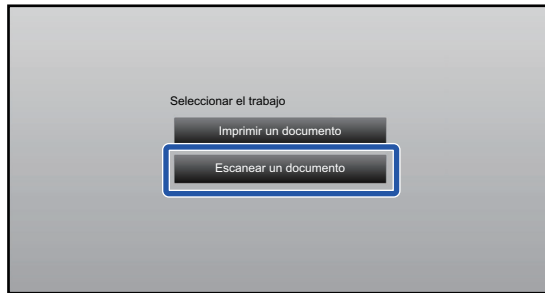 Seleccionar el trabajo
Imprimir un documento
Escanear un documento